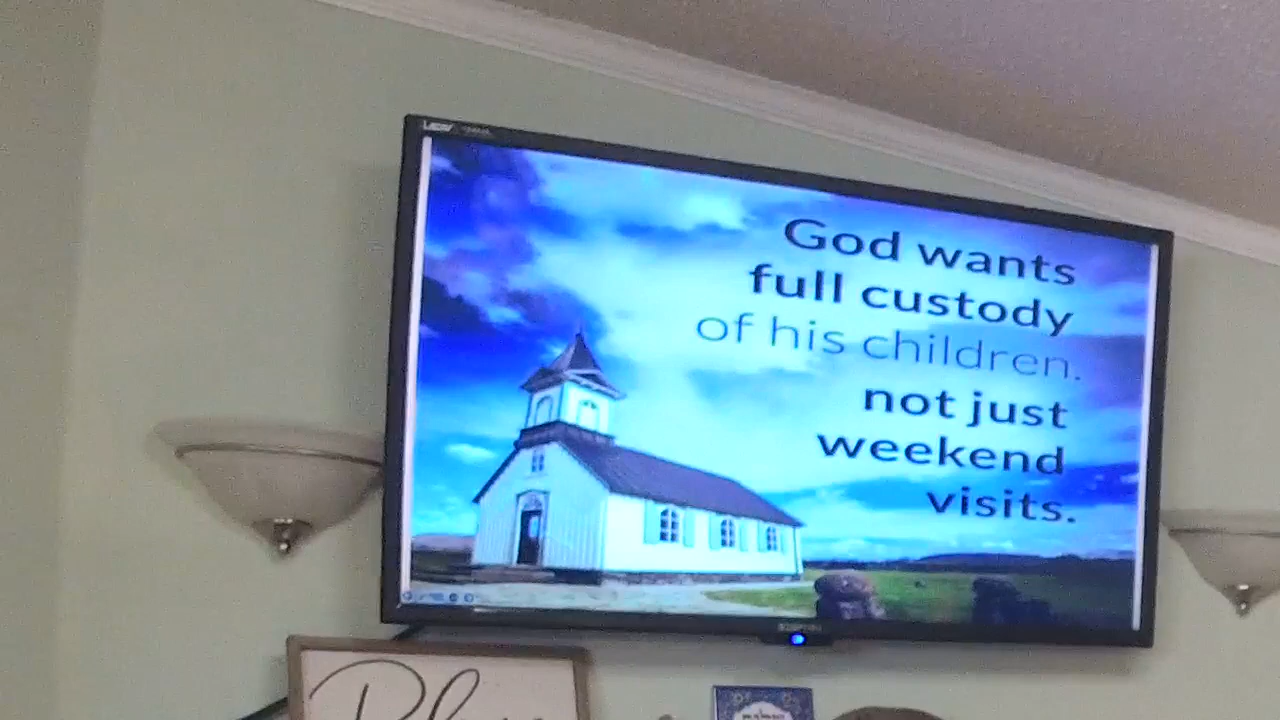 God wants
full custody
of his children.
not just
weekend
visits.